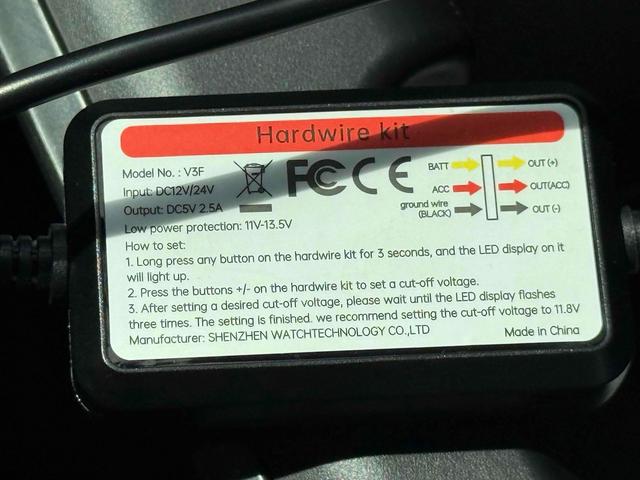 Hardwire kit
Model No. : V3F
Input: DC12V/24V
Output: DC5V 2.5A
FC CE
BATT OUT (+)
ACC OUT(ACC)
ground wire
(BLACK) OUT (-)
Low power protection: 11V-13.5V
How to set:
1. Long press any button on the hardwire kit for 3 seconds, and the LED display on it
will light up.
2. Press the buttons +/- on the hardwire kit to set a cut-off voltage.
3. After setting a desired cut-off voltage, please wait until the LED display flashes
three times. The setting is finished. we recommend setting the cut-off voltage to 11.8V
Manufacturer: SHENZHEN WATCHTECHNOLOGY CO.,LTD Made in China